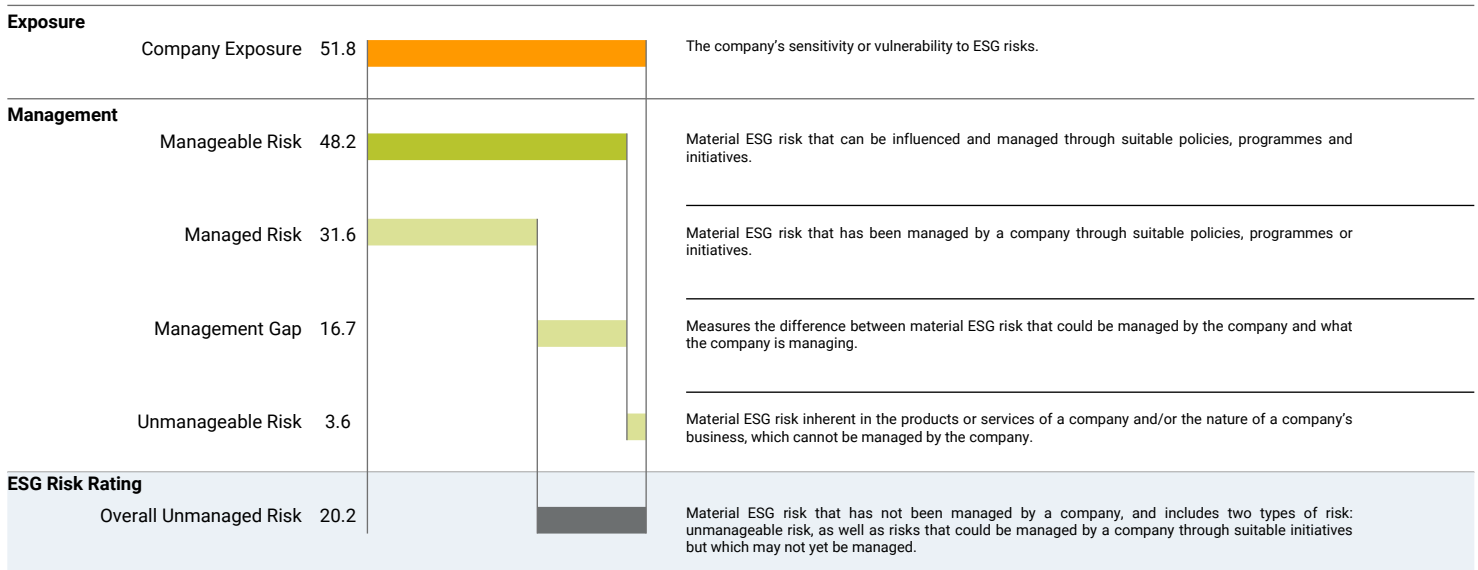 Exposure
Company Exposure 51.8
The company's sensitivity or vulnerability to ESG risks.
Management
Manageable Risk 48.2
Material ESG risk that can be influenced and managed through suitable policies, programmes and
initiatives.
Managed Risk 31.6
Material ESG risk that has been managed by a company through suitable policies, programmes or
initiatives.
Management Gap 16.7
Measures the difference between material ESG risk that could be managed by the company and what
the company is managing.
Unmanageable Risk 3.6
Material ESG risk inherent in the products or services of a company and/or the nature of a company's
business, which cannot be managed by the company.
ESG Risk Rating
Overall Unmanaged Risk 20.2
Material ESG risk that has not been managed by a company, and includes two types of risk:
unmanageable risk, as well as risks that could be managed by a company through suitable initiatives
but which may not yet be managed.